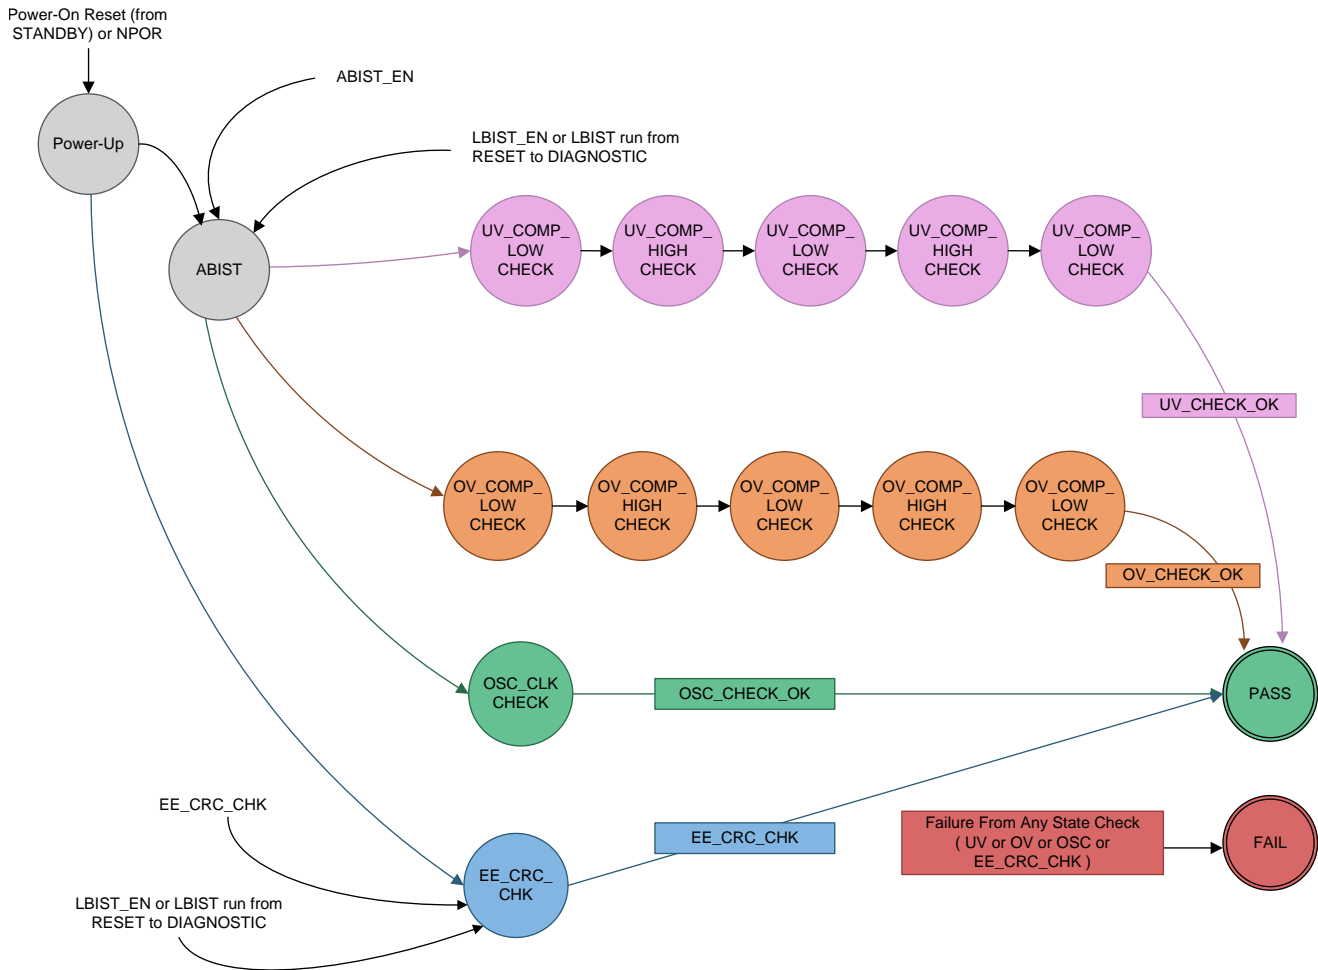 Power-On Reset (from
STANDBY) or NPOR
ABIST_EN
Power-Up
LBIST_EN or LBIST run from
RESET to DIAGNOSTIC
ABIST
UV_COMP_
LOW
CHECK
UV_COMP_
HIGH
CHECK
UV_COMP_
LOW
CHECK
UV_COMP_
HIGH
CHECK
UV_COMP_
LOW
CHECK
UV_CHECK_OK
OV_COMP_
LOW
CHECK
OV_COMP_
HIGH
CHECK
OV_COMP_
LOW
CHECK
OV_COMP_
HIGH
CHECK
OV_COMP_
LOW
CHECK
OV_CHECK_OK
OSC_CLK
CHECK
OSC_CHECK_OK
PASS
EE_CRC_CHK
EE_CRC_CHK
Failure From Any State Check
( UV or OV or OSC or
EE_CRC_CHK )
FAIL
EE_CRC_
CHK
LBIST_EN or LBIST run from
RESET to DIAGNOSTIC